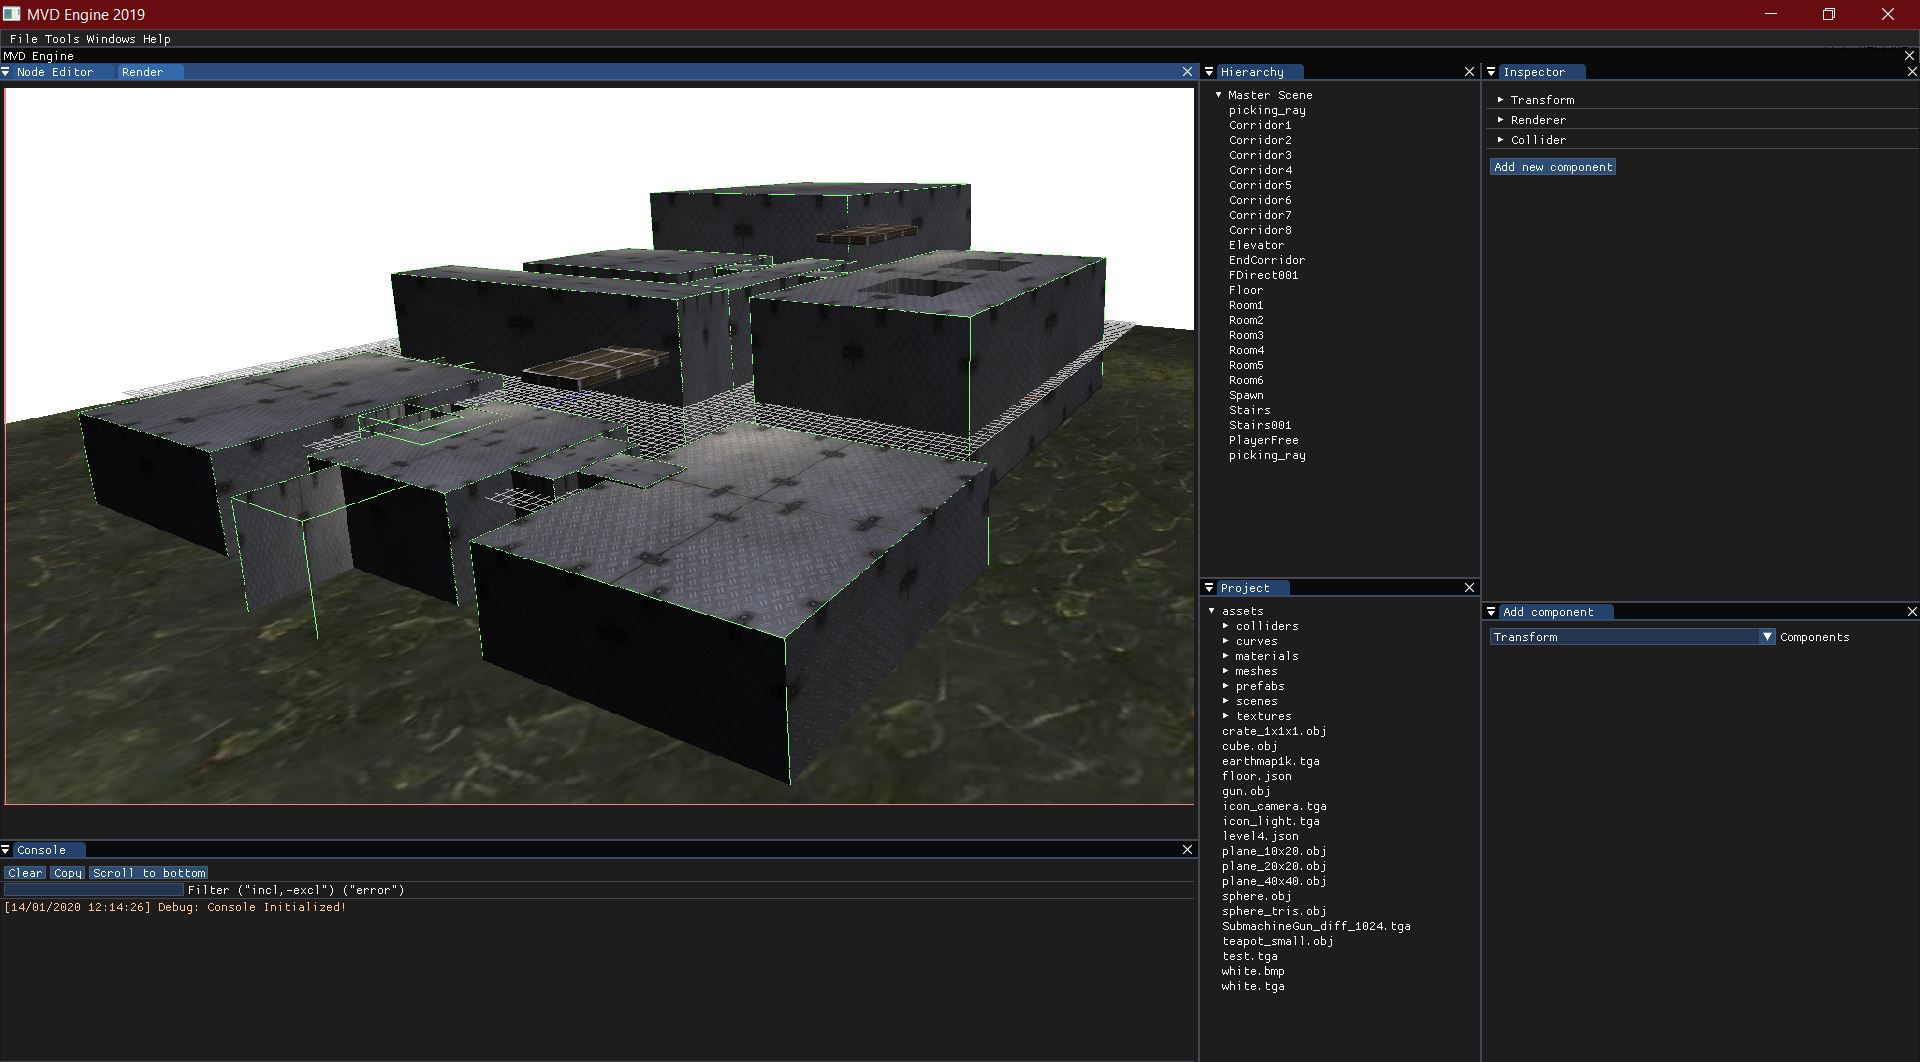 MVD Engine 2019
File Tools Windows Help
MVD Engine
Node Editor Render
Hierarchy
Master Scene
picking_ray
Corridor1
Corridor2
Corridor3
Corridor4
Corridor5
Corridor6
Corridor7
Corridor8
Elevator
EndCorridor
FDirect001
Floor
Room1
Room2
Room3
Room4
Room5
Room6
Spawn
Stairs
Stairs001
PlayerFree
picking_ray
Inspector
Transform
Renderer
Collider
Add new component
Project
assets
colliders
curves
materials
meshes
prefabs
scenes
textures
crate_1x1x1.obj
cube.obj
earthmap1k.tga
floor.json
gun.obj
icon_camera.tga
icon_light.tga
level4.json
plane_10x20.obj
plane_20x20.obj
plane_40x40.obj
sphere.obj
sphere_tris.obj
SubmachineGun_diff_1024.tga
teapot_small.obj
test.tga
white.bmp
white.tga
Add component
Transform Components
Console
Clear Copy Scroll to bottom
Filter ("incl,-excl") ("error")
[14/01/2020 12:14:26] Debug: Console Initialized!